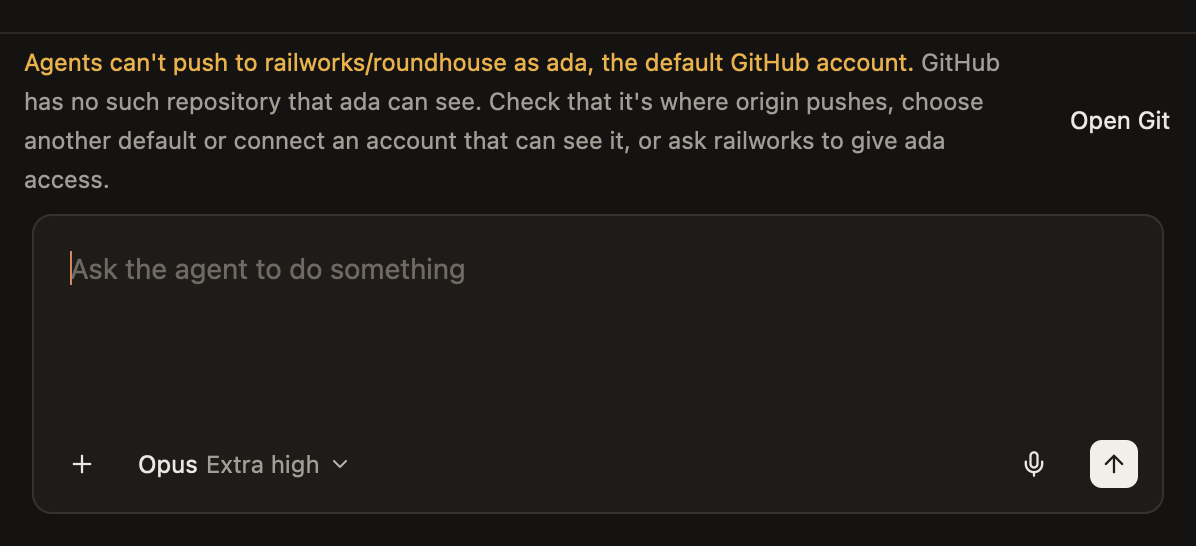 Agents can't push to railworks/roundhouse as ada, the default GitHub account. GitHub
has no such repository that ada can see. Check that it's where origin pushes, choose
another default or connect an account that can see it, or ask railworks to give ada
access.
Open Git
Ask the agent to do something
Opus Extra high